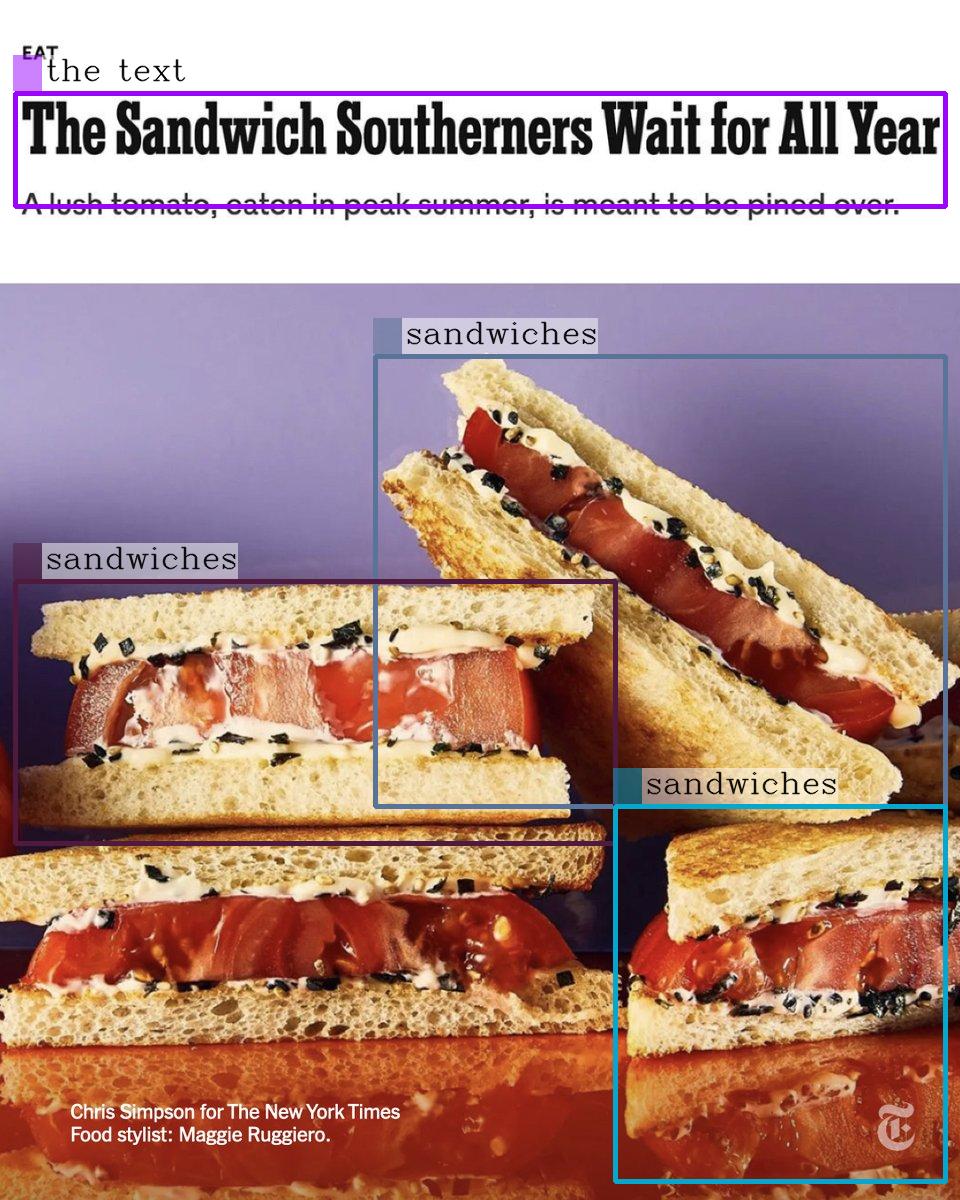 EAT
the text
The Sandwich Southerners Wait for All Year
A lush tomato, eaten in peak summer, is meant to be pined over.
sandwiches
sandwiches
sandwiches
Chris Simpson for The New York Times
Food stylist: Maggie Ruggiero.
T